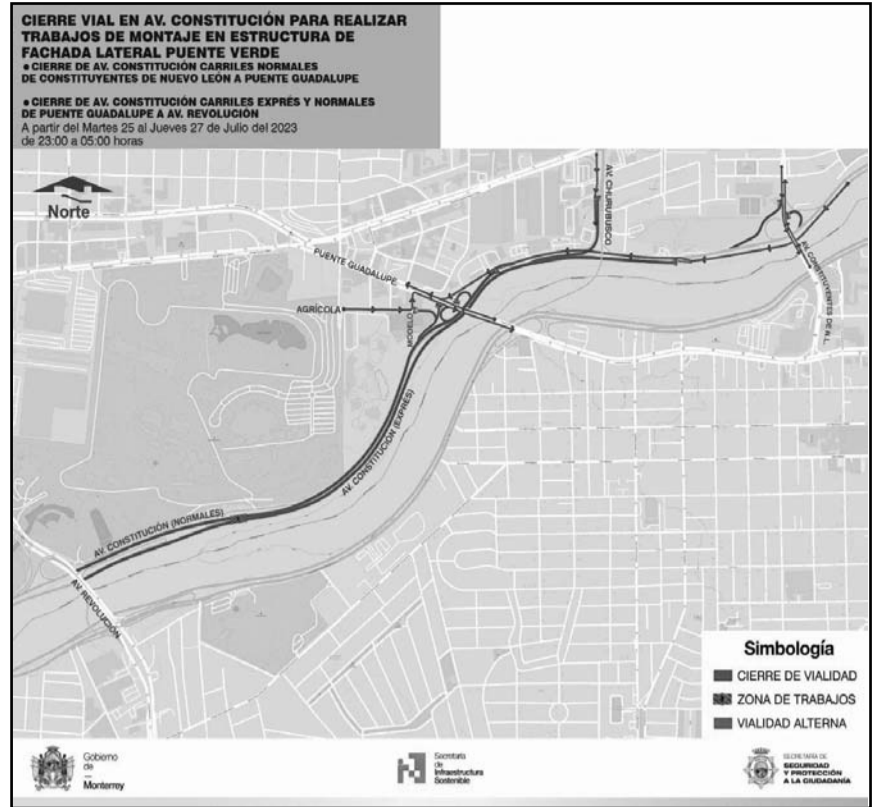 CIERRE VIAL EN AV. CONSTITUCIÓN PARA REALIZAR
TRABAJOS DE MONTAJE EN ESTRUCTURA DE
FACHADA LATERAL PUENTE VERDE
● CIERRE DE AV. CONSTITUCIÓN CARRILES NORMALES
DE CONSTITUYENTES DE NUEVO LEÓN A PUENTE GUADALUPE
● CIERRE DE AV. CONSTITUCIÓN CARRILES EXPRÉS Y NORMALES
DE PUENTE GUADALUPE A AV. REVOLUCIÓN
A partir del Martes 25 al Jueves 27 de Julio del 2023
de 23:00 a 05:00 horas
Norte
AV. CHURUBUSCO
PUENTE GUADALUPE
AV. CONSTITUYENTES DE N.L.
AGRÍCOLA
AV. CONSTITUCIÓN (EXPRÉS)
AV. CONSTITUCIÓN (NORMALES)
AV. REVOLUCIÓN
Simbología
CIERRE DE VIALIDAD
ZONA DE TRABAJOS
VIALIDAD ALTERNA
Gobierno
de
—
Monterrey
Secretaría
de
Infraestructura
Sostenible
SECRETARÍA DE
SEGURIDAD
Y PROTECCIÓN
A LA CIUDADANÍA